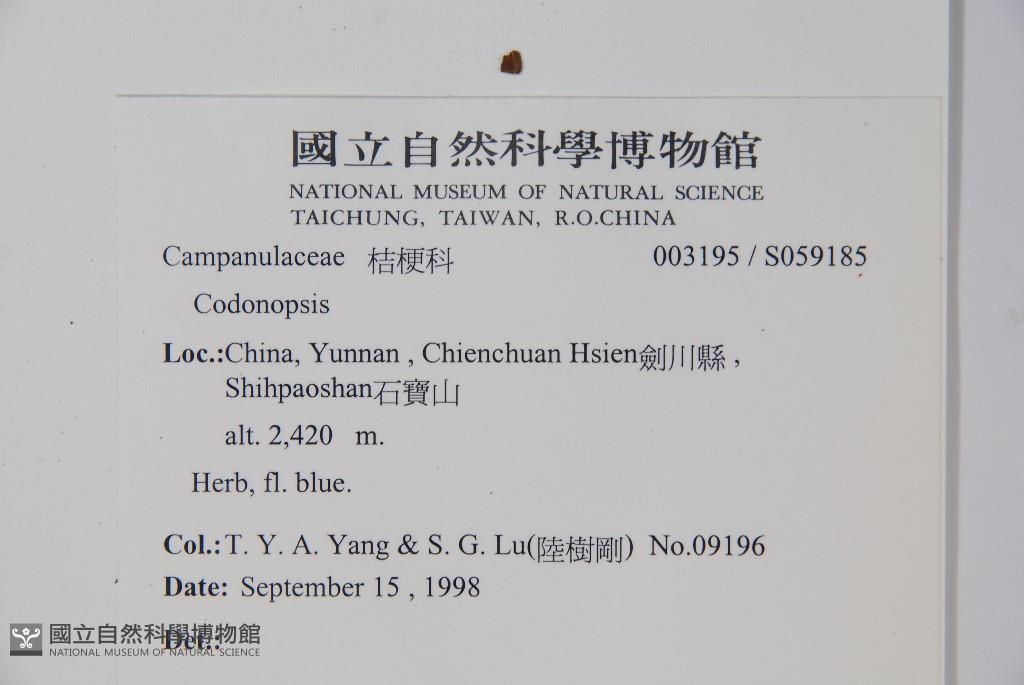 國立自然科學博物館
NATIONAL MUSEUM OF NATURAL SCIENCE
TAICHUNG, TAIWAN, R.O.CHINA
Campanulaceae 桔梗科 003195 / S059185
Codonopsis
Loc.:China, Yunnan , Chienchuan Hsien劍川縣 ,
Shihpaoshan石寶山
alt. 2,420 m.
Herb, fl. blue.
Col.:T. Y. A. Yang & S. G. Lu(陸樹剛) No.09196
Date: September 15 , 1998
Det.:
國立自然科學博物館
NATIONAL MUSEUM OF NATURAL SCIENCE